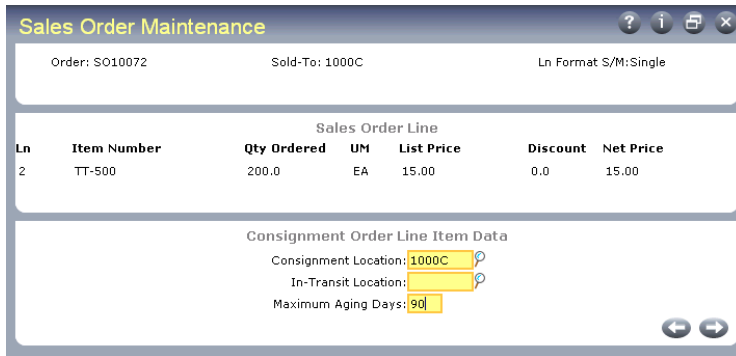 Sales Order Maintenance
Order: SO10072 Sold-To: 1000C Ln Format S/M:Single
Sales Order Line
Ln Item Number Qty Ordered UM List Price Discount Net Price
2 TT-500 200.0 EA 15.00 0.0 15.00
Consignment Order Line Item Data
Consignment Location: 1000C
In-Transit Location:
Maximum Aging Days: 90